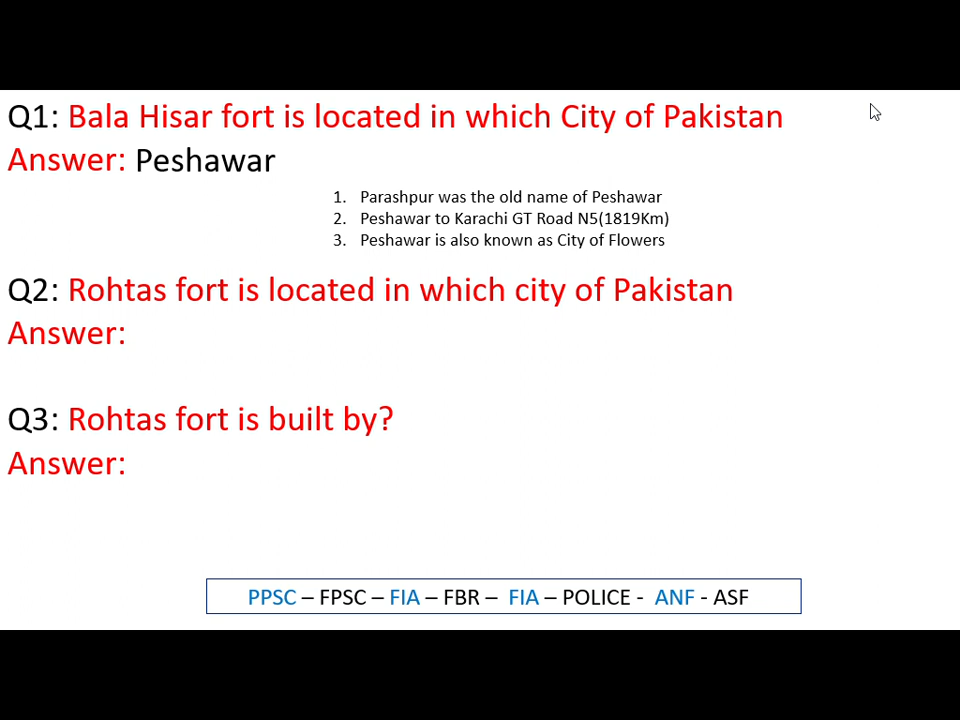 Q1: Bala Hisar fort is located in which City of Pakistan
Answer: Peshawar
1. Parashpur was the old name of Peshawar
2. Peshawar to Karachi GT Road N5(1819Km)
3. Peshawar is also known as City of Flowers
Q2: Rohtas fort is located in which city of Pakistan
Answer:
Q3: Rohtas fort is built by?
Answer:
PPSC – FPSC – FIA – FBR – FIA – POLICE - ANF - ASF